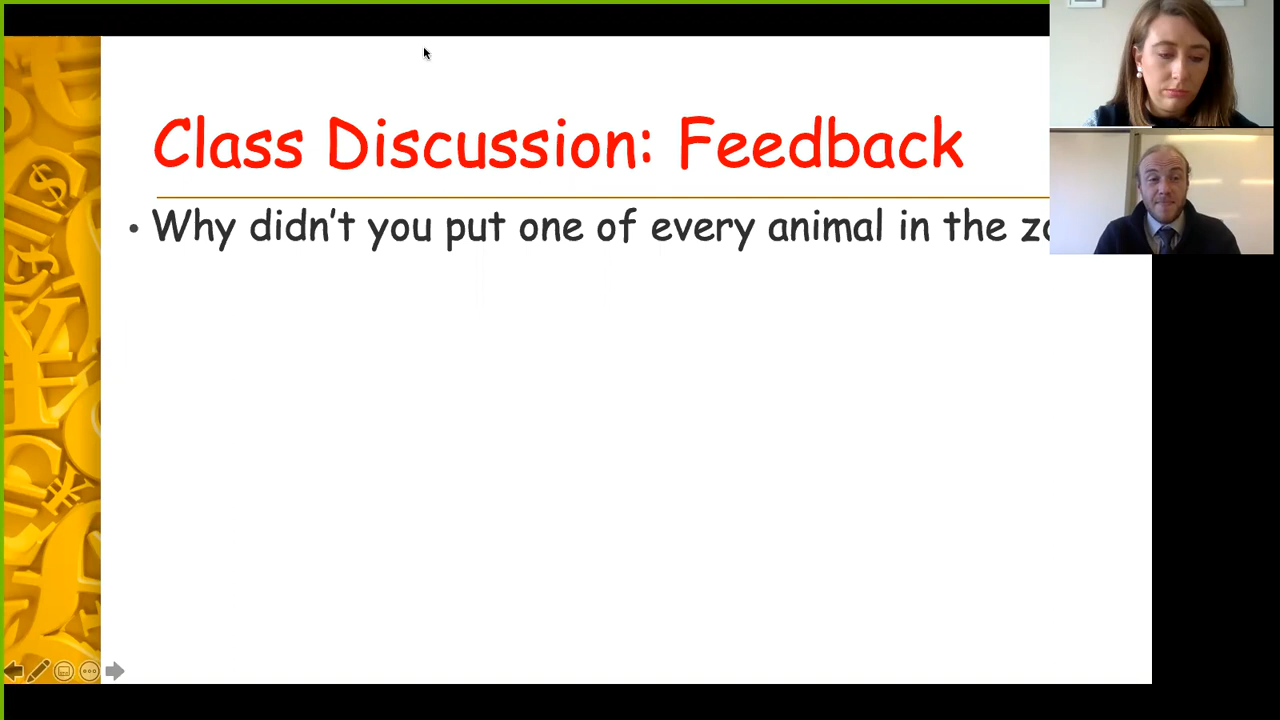 Class Discussion: Feedback
• Why didn't you put one of every animal in the